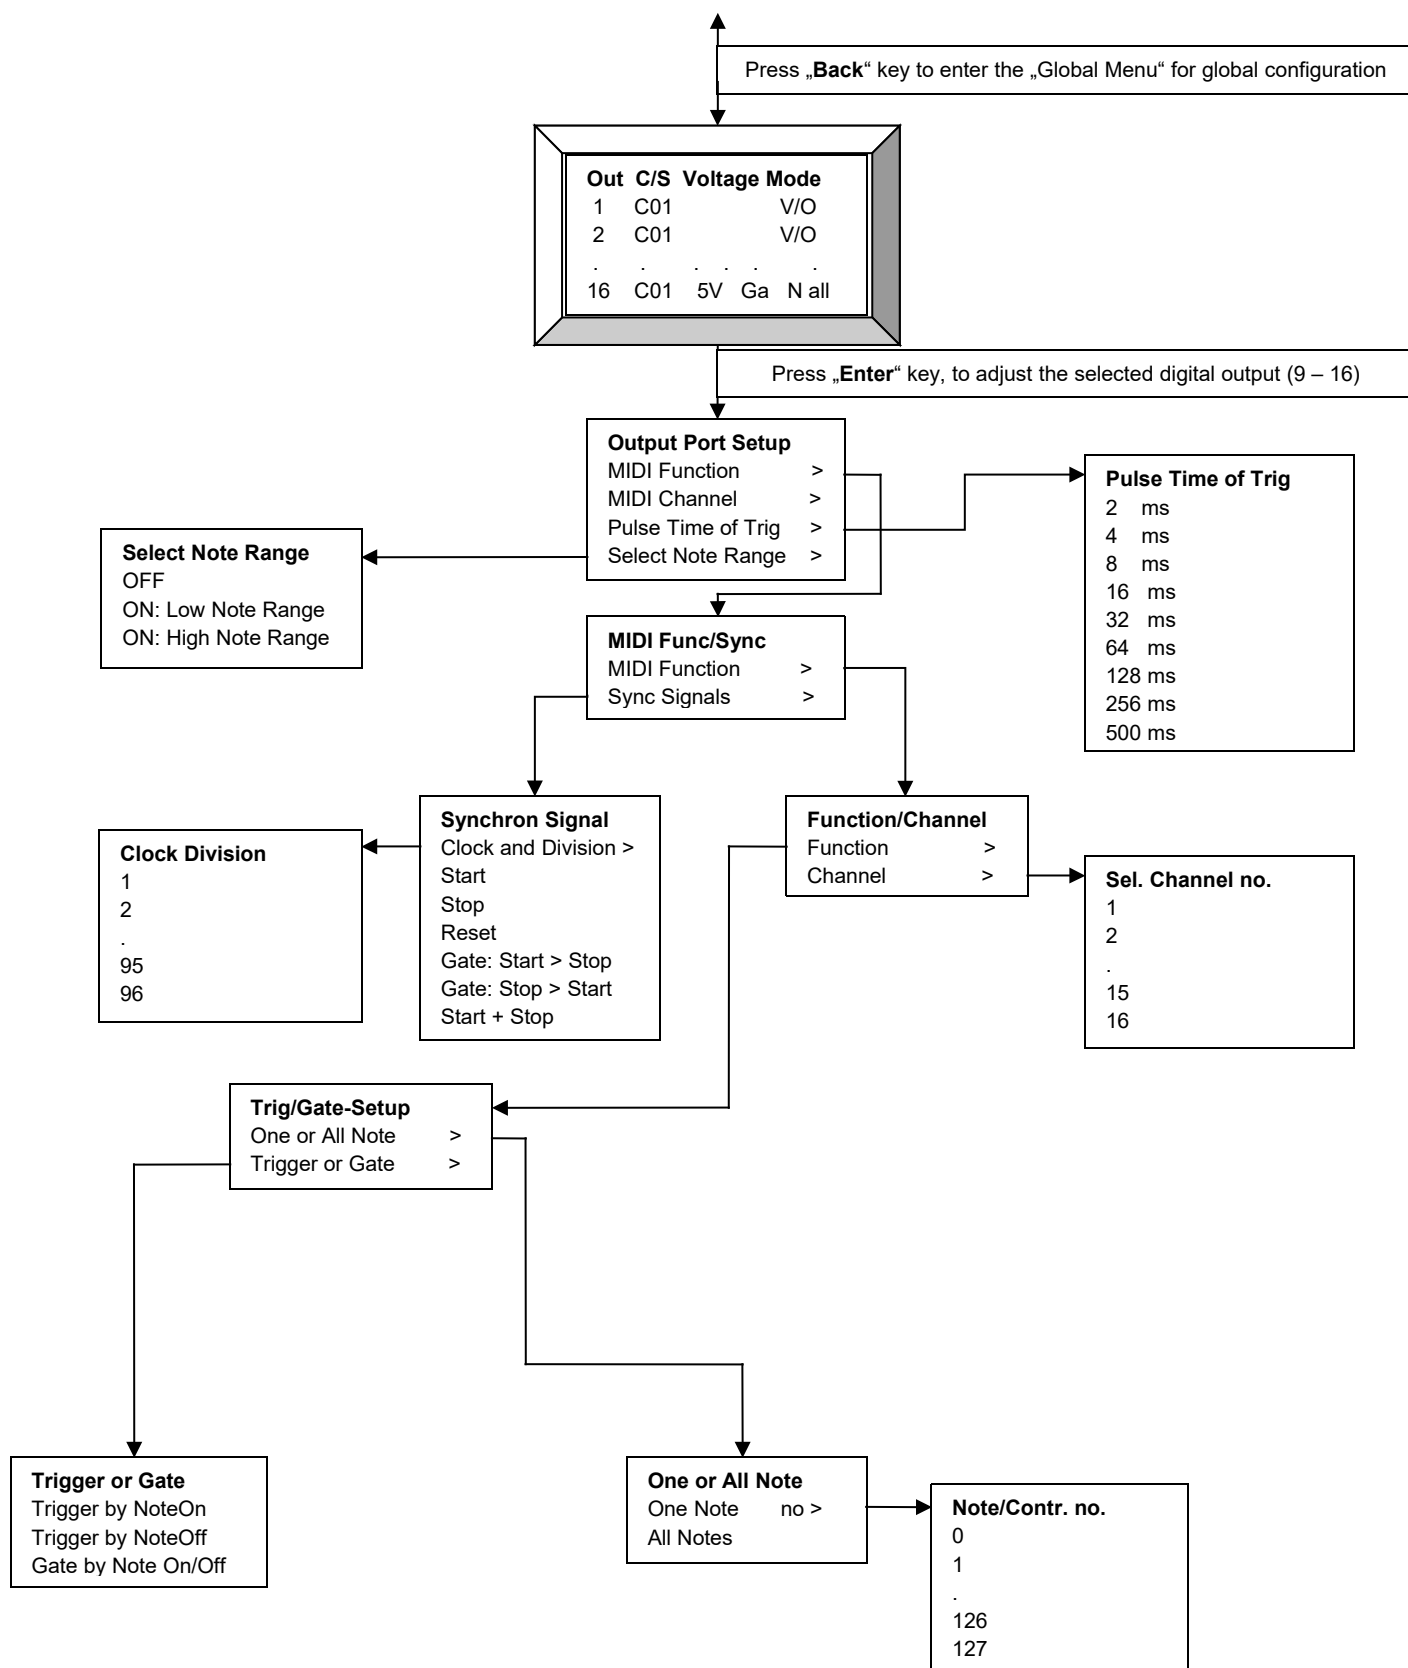 Press „Back“ key to enter the „Global Menu“ for global configuration
Out C/S Voltage Mode
1 C01 V/O
2 C01 V/O
. . . . . .
16 C01 5V Ga N all
Press „Enter“ key, to adjust the selected digital output (9 – 16)
Output Port Setup
MIDI Function >
MIDI Channel >
Pulse Time of Trig >
Select Note Range >
Pulse Time of Trig
2 ms
4 ms
8 ms
16 ms
32 ms
64 ms
128 ms
256 ms
500 ms
Select Note Range
OFF
ON: Low Note Range
ON: High Note Range
MIDI Func/Sync
MIDI Function >
Sync Signals >
Synchron Signal
Clock and Division >
Start
Stop
Reset
Gate: Start > Stop
Gate: Stop > Start
Start + Stop
Function/Channel
Function >
Channel >
Clock Division
1
2
.
95
96
Sel. Channel no.
1
2
.
15
16
Trig/Gate-Setup
One or All Note >
Trigger or Gate >
Trigger or Gate
Trigger by NoteOn
Trigger by NoteOff
Gate by Note On/Off
One or All Note
One Note no >
All Notes
Note/Contr. no.
0
1
.
126
127